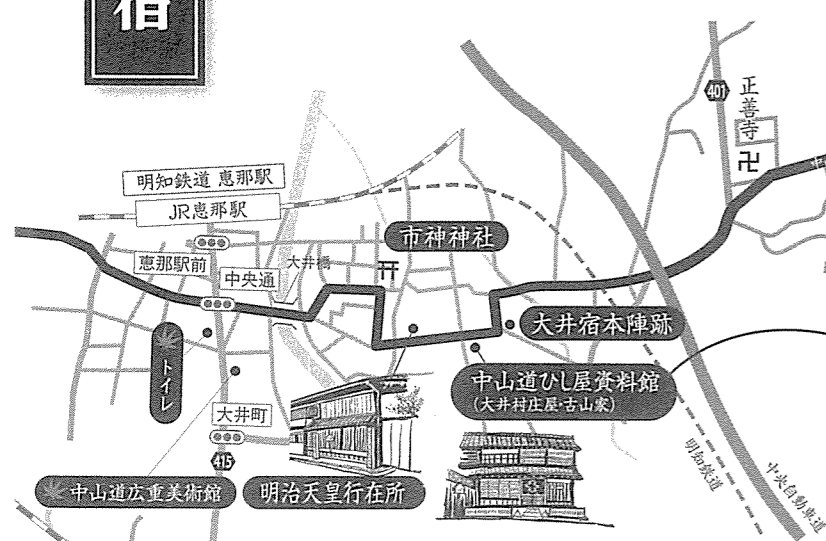 宿
401
正善寺
明知鉄道 恵那駅
JR恵那駅
市神神社
恵那駅前
中央通
大井橋
大井宿本陣跡
トイレ
中山道ひし屋資料館
(大井村庄屋・古山家)
大井町
415
中山道広重美術館
明治天皇行在所
明知鉄道
中央自動車道